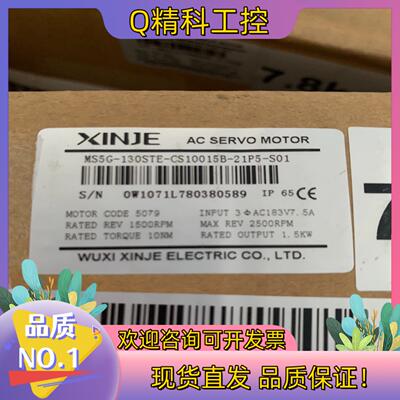 Q精科工控
7.8k
XINJE AC SERVO MOTOR
MS5G-130STE-CS10015B-21P5-S01
S/N 0W1071L780380589 IP 65 CE
MOTOR CODE 5079 INPUT 3ΦAC183V7.5A
RATED REV 1500RPM MAX REV 2500RPM
RATED TORQUE 10NM RATED OUTPUT 1.5KW
WUXI XINJE ELECTRIC CO., LTD.
品质
NO.1
欢迎咨询可开发票
现货直发 品质保证!